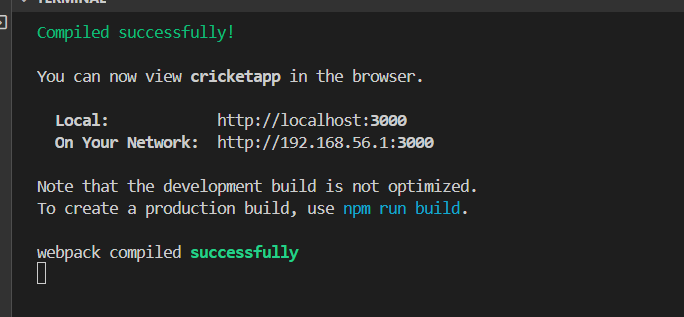 TERMINAL
Compiled successfully!
You can now view cricketapp in the browser.
Local: http://localhost:3000
On Your Network: http://192.168.56.1:3000
Note that the development build is not optimized.
To create a production build, use npm run build.
webpack compiled successfully